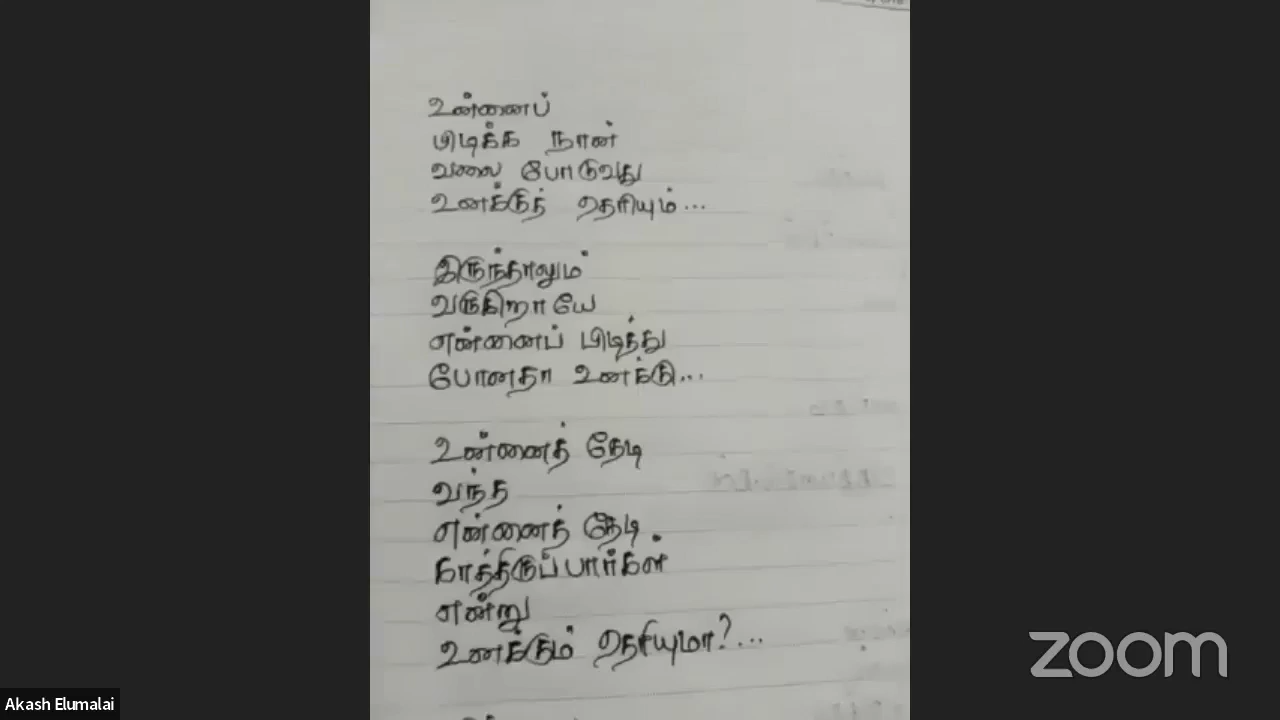 உன்னைப்
பிடிக்க நான்
வலை போடுவது
உனக்குத் தெரியும்...
இருந்தாலும்
வருகிறாயே
என்னைப் பிடித்து
போனதா உனக்கு...
உன்னைத் தேடி
வந்த
என்னைத் தேடி
காத்திருப்பார்கள்
என்று
உனக்கும் தெரியுமா?...
zoom
Akash Elumalai